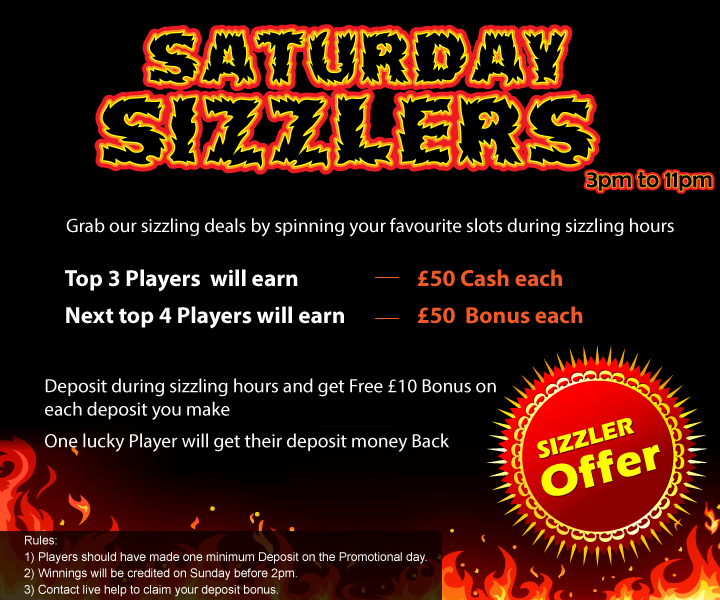 SATURDAY
SIZZLERS
3pm to 11pm
Grab our sizzling deals by spinning your favourite slots during sizzling hours
Top 3 Players will earn — £50 Cash each
Next top 4 Players will earn — £50 Bonus each
Deposit during sizzling hours and get Free £10 Bonus on
each deposit you make
One lucky Player will get their deposit money Back
SIZZLER
Offer
Rules:
1) Players should have made one minimum Deposit on the Promotional day.
2) Winnings will be credited on Sunday before 2pm.
3) Contact live help to claim your deposit bonus.